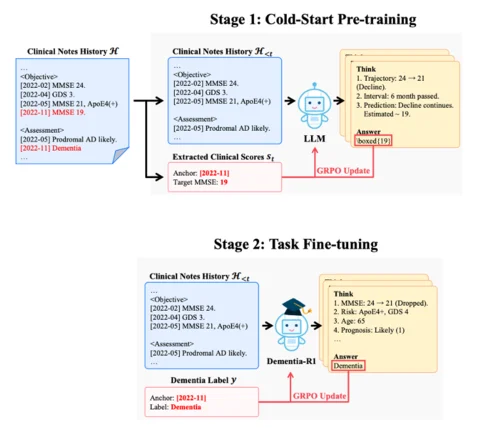 Stage 1: Cold-Start Pre-training
Clinical Notes History ℋ
…
<Objective>
[2022-02] MMSE 24.
[2022-04] GDS 3.
[2022-05] MMSE 21, ApoE4(+)
[2022-11] MMSE 19.
<Assessment>
[2022-05] Prodromal AD likely.
[2022-11] Dementia
…
Clinical Notes History ℋ<t
…
<Objective>
[2022-02] MMSE 24.
[2022-04] GDS 3.
[2022-05] MMSE 21, ApoE4(+)
<Assessment>
[2022-05] Prodromal AD likely.
…
Extracted Clinical Scores st
Anchor: [2022-11]
Target MMSE: 19
LLM
GRPO Update
Think
1. Trajectory: 24 → 21
(Decline).
2. Interval: 6 month passed.
3. Prediction: Decline continues.
Estimated ~ 19.
Answer
\boxed{19}
Stage 2: Task Fine-tuning
Clinical Notes History ℋ<t
…
<Objective>
[2022-02] MMSE 24.
[2022-04] GDS 3.
[2022-05] MMSE 21, ApoE4(+)
<Assessment>
[2022-05] Prodromal AD likely.
…
Dementia Label y
Anchor: [2022-11]
Label: Dementia
Dementia-R1
GRPO Update
Think
1. MMSE: 24 → 21 (Dropped).
2. Risk: ApoE4+, GDS 4
3. Age: 65
4. Prognosis: Likely (1)
…
Answer
Dementia